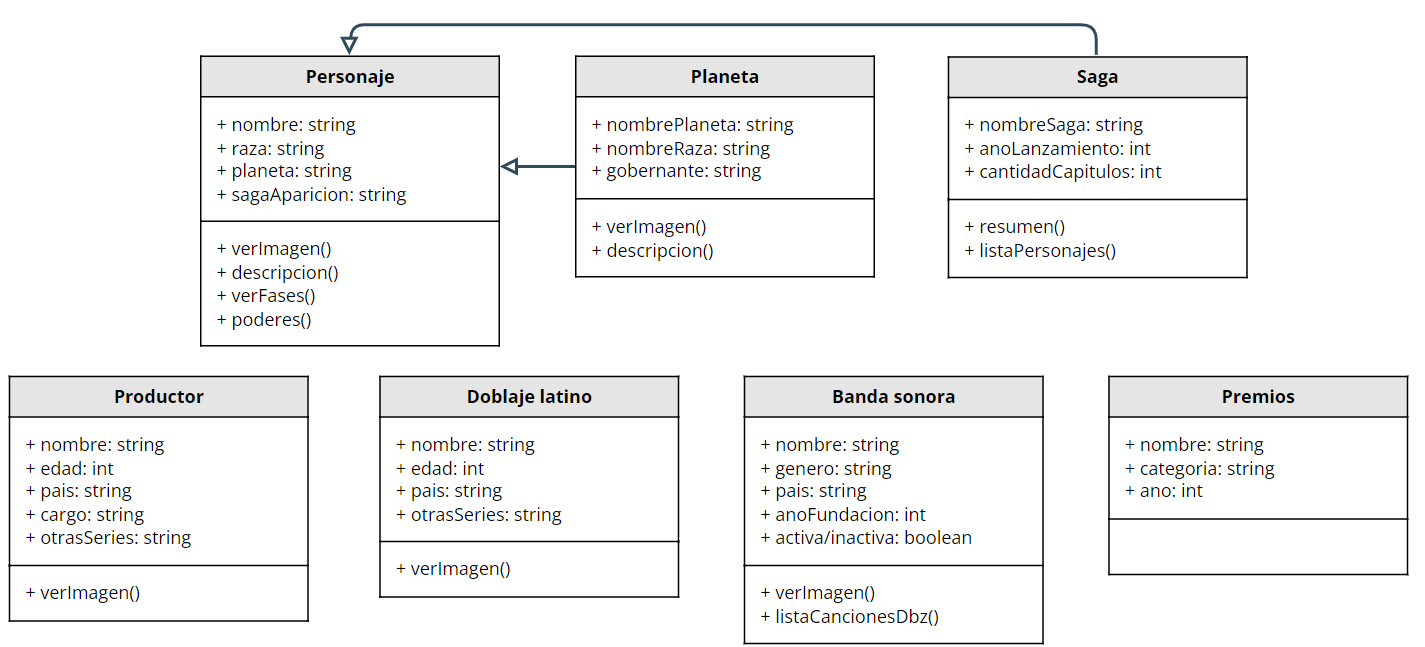 Personaje
+ nombre: string
+ raza: string
+ planeta: string
+ sagaAparicion: string
+ verImagen()
+ descripcion()
+ verFases()
+ poderes()
Planeta
+ nombrePlaneta: string
+ nombreRaza: string
+ gobernante: string
+ verImagen()
+ descripcion()
Saga
+ nombreSaga: string
+ anoLanzamiento: int
+ cantidadCapitulos: int
+ resumen()
+ listaPersonajes()
Productor
+ nombre: string
+ edad: int
+ pais: string
+ cargo: string
+ otrasSeries: string
+ verImagen()
Doblaje latino
+ nombre: string
+ edad: int
+ pais: string
+ otrasSeries: string
+ verImagen()
Banda sonora
+ nombre: string
+ genero: string
+ pais: string
+ anoFundacion: int
+ activa/inactiva: boolean
+ verImagen()
+ listaCancionesDbz()
Premios
+ nombre: string
+ categoria: string
+ ano: int